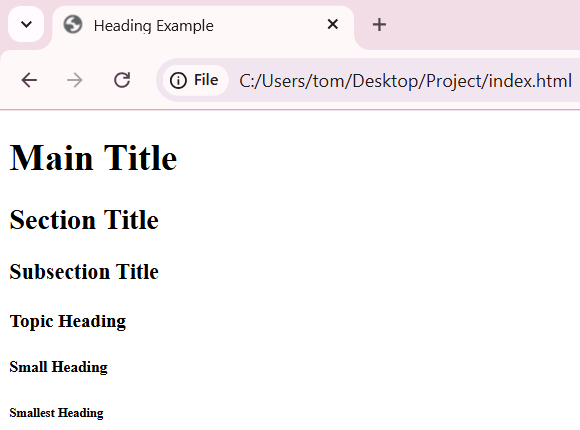 Heading Example
File C:/Users/tom/Desktop/Project/index.html
Main Title
Section Title
Subsection Title
Topic Heading
Small Heading
Smallest Heading